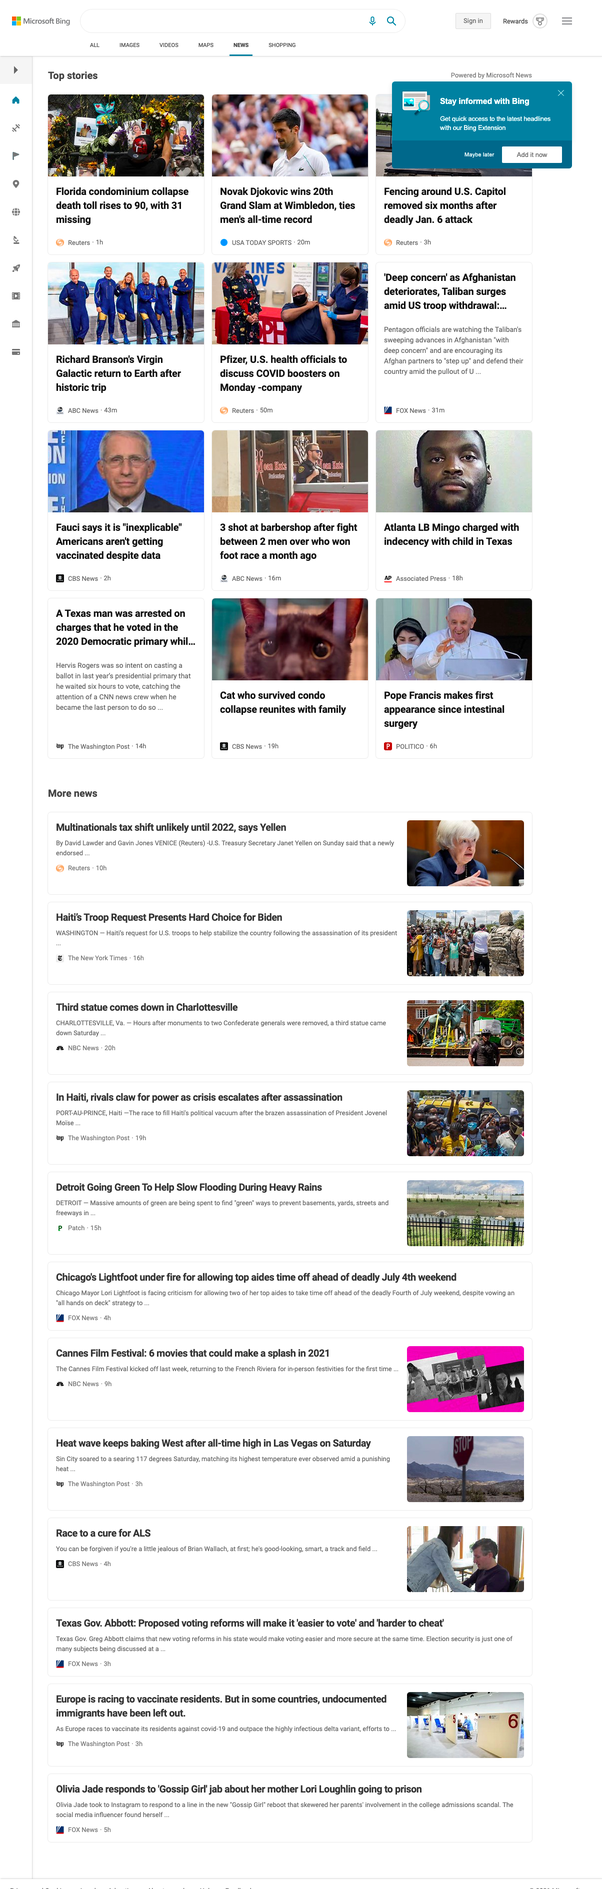 Microsoft Bing
Sign in
Rewards
ALL
IMAGES
VIDEOS
MAPS
NEWS
SHOPPING
Top stories
Powered by Microsoft News
Stay informed with Bing
Get quick access to the latest headlines
with our Bing Extension
Maybe later
Add it now
Florida condominium collapse
death toll rises to 90, with 31
missing
Reuters · 1h
Novak Djokovic wins 20th
Grand Slam at Wimbledon, ties
men's all-time record
USA TODAY SPORTS · 20m
Fencing around U.S. Capitol
removed six months after
deadly Jan. 6 attack
Reuters · 3h
Richard Branson's Virgin
Galactic return to Earth after
historic trip
ABC News · 43m
Pfizer, U.S. health officials to
discuss COVID boosters on
Monday -company
Reuters · 50m
'Deep concern' as Afghanistan
deteriorates, Taliban surges
amid US troop withdrawal:...
Pentagon officials are watching the Taliban's
sweeping advances in Afghanistan "with
deep concern" and are encouraging its
Afghan partners to "step up" and defend their
country amid the pullout of U ...
FOX News · 31m
Fauci says it is "inexplicable"
Americans aren't getting
vaccinated despite data
CBS News · 2h
3 shot at barbershop after fight
between 2 men over who won
foot race a month ago
ABC News · 16m
Atlanta LB Mingo charged with
indecency with child in Texas
AP
Associated Press · 18h
A Texas man was arrested on
charges that he voted in the
2020 Democratic primary whil...
Hervis Rogers was so intent on casting a
ballot in last year's presidential primary that
he waited six hours to vote, catching the
attention of a CNN news crew when he
became the last person to do so ...
wp The Washington Post · 14h
Cat who survived condo
collapse reunites with family
CBS News · 19h
Pope Francis makes first
appearance since intestinal
surgery
P POLITICO · 6h
More news
Multinationals tax shift unlikely until 2022, says Yellen
By David Lawder and Gavin Jones VENICE (Reuters) -U.S. Treasury Secretary Janet Yellen on Sunday said that a newly
endorsed ...
Reuters · 10h
Haiti's Troop Request Presents Hard Choice for Biden
WASHINGTON — Haiti's request for U.S. troops to help stabilize the country following the assassination of its president
...
The New York Times · 16h
Third statue comes down in Charlottesville
CHARLOTTESVILLE, Va. — Hours after monuments to two Confederate generals were removed, a third statue came
down Saturday ...
NBC News · 20h
In Haiti, rivals claw for power as crisis escalates after assassination
PORT-AU-PRINCE, Haiti —The race to fill Haiti's political vacuum after the brazen assassination of President Jovenel
Moïse ...
wp The Washington Post · 19h
Detroit Going Green To Help Slow Flooding During Heavy Rains
DETROIT — Massive amounts of green are being spent to find "green" ways to prevent basements, yards, streets and
freeways in ...
P Patch · 15h
Chicago's Lightfoot under fire for allowing top aides time off ahead of deadly July 4th weekend
Chicago Mayor Lori Lightfoot is facing criticism for allowing two of her top aides to take time off ahead of the deadly Fourth of July weekend, despite vowing an
"all hands on deck" strategy to ...
FOX News · 4h
Cannes Film Festival: 6 movies that could make a splash in 2021
The Cannes Film Festival kicked off last week, returning to the French Riviera for in-person festivities for the first time ...
NBC News · 9h
Heat wave keeps baking West after all-time high in Las Vegas on Saturday
Sin City soared to a searing 117 degrees Saturday, matching its highest temperature ever observed amid a punishing
heat ...
wp The Washington Post · 3h
STOP
Race to a cure for ALS
You can be forgiven if you're a little jealous of Brian Wallach, at first; he's good-looking, smart, a track and field ...
CBS News · 4h
Texas Gov. Abbott: Proposed voting reforms will make it 'easier to vote' and 'harder to cheat'
Texas Gov. Greg Abbott claims that new voting reforms in his state would make voting easier and more secure at the same time. Election security is just one of
many subjects being discussed at a ...
FOX News · 3h
Europe is racing to vaccinate residents. But in some countries, undocumented
immigrants have been left out.
As Europe races to vaccinate its residents against covid-19 and outpace the highly infectious delta variant, efforts to ...
wp The Washington Post · 3h
5
6
Olivia Jade responds to 'Gossip Girl' jab about her mother Lori Loughlin going to prison
Olivia Jade took to Instagram to respond to a line in the new "Gossip Girl" reboot that skewered her parents' involvement in the college admissions scandal. The
social media influencer found herself ...
FOX News · 5h